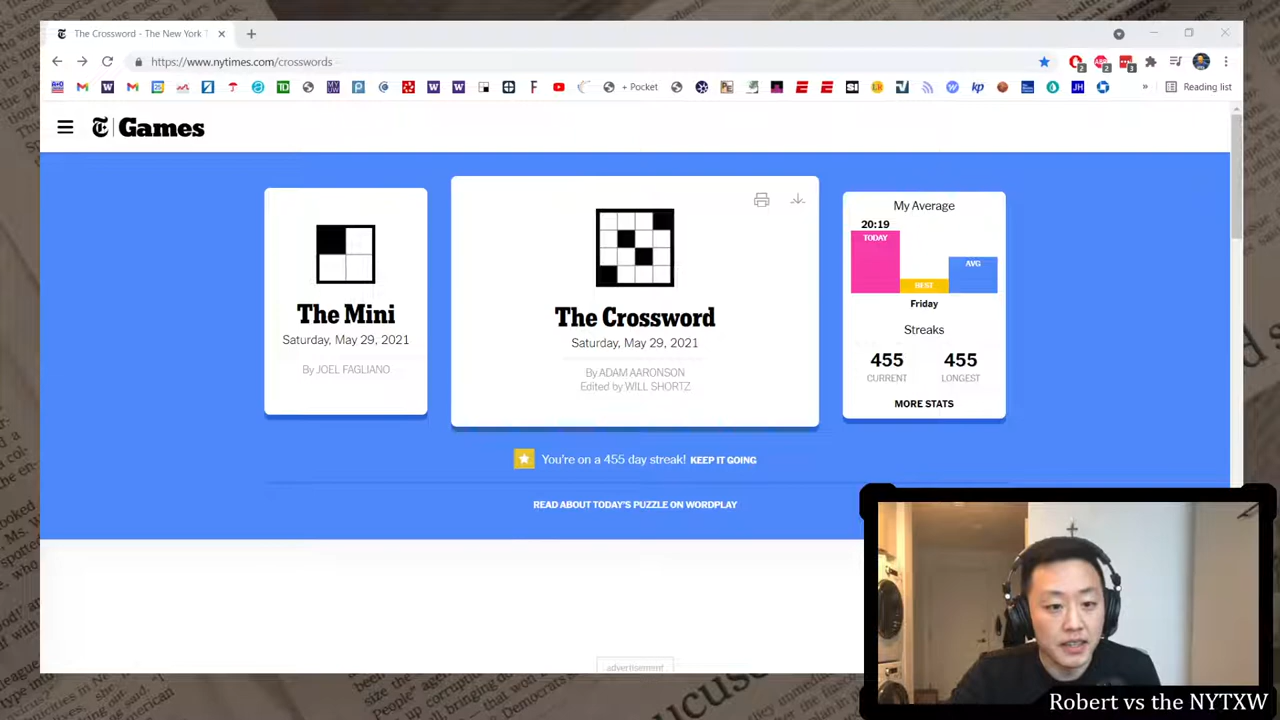 The Crossword - The New York T
https://www.nytimes.com/crosswords
+ Pocket
Reading list
Games
The Mini
Saturday, May 29, 2021
By JOEL FAGLIANO
The Crossword
Saturday, May 29, 2021
By ADAM AARONSON
Edited by WILL SHORTZ
My Average
20:19
TODAY
BEST
AVG
Friday
Streaks
455
455
CURRENT
LONGEST
MORE STATS
You're on a 455 day streak! KEEP IT GOING
READ ABOUT TODAY'S PUZZLE ON WORDPLAY
advertisement
Robert vs the NYTXW